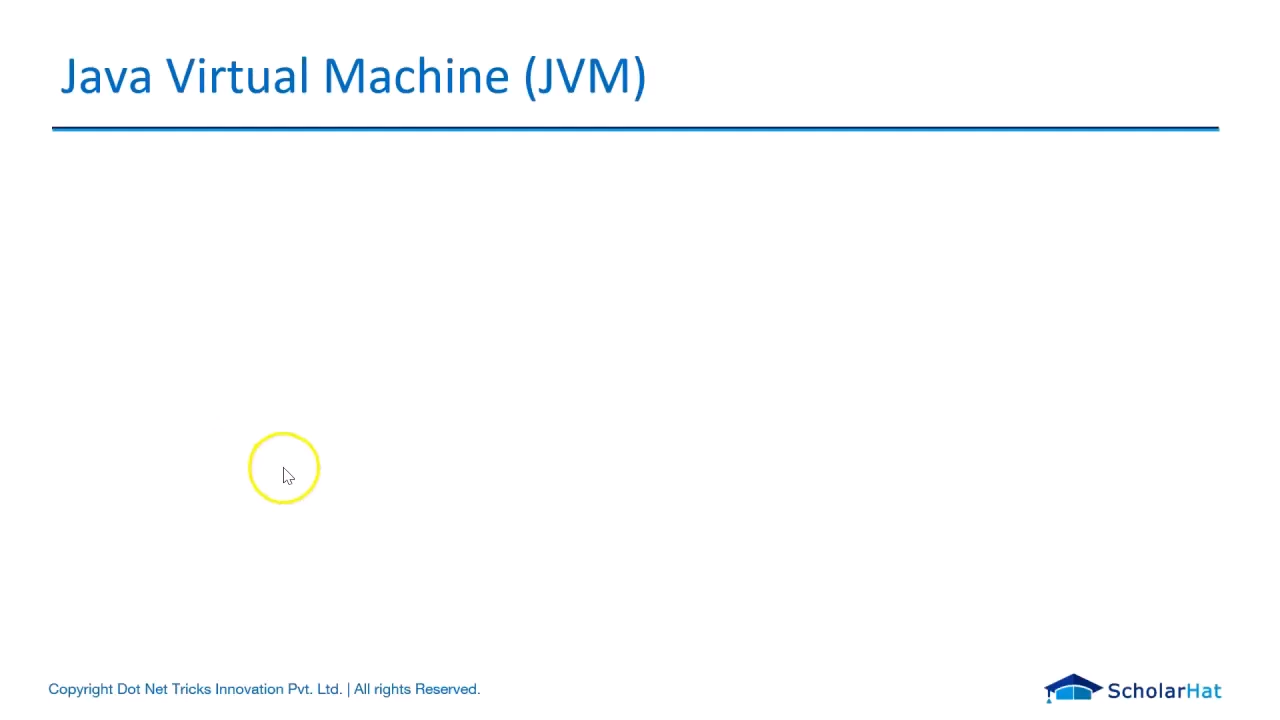 Java Virtual Machine (JVM)
Copyright Dot Net Tricks Innovation Pvt. Ltd. | All rights Reserved.
ScholarHat